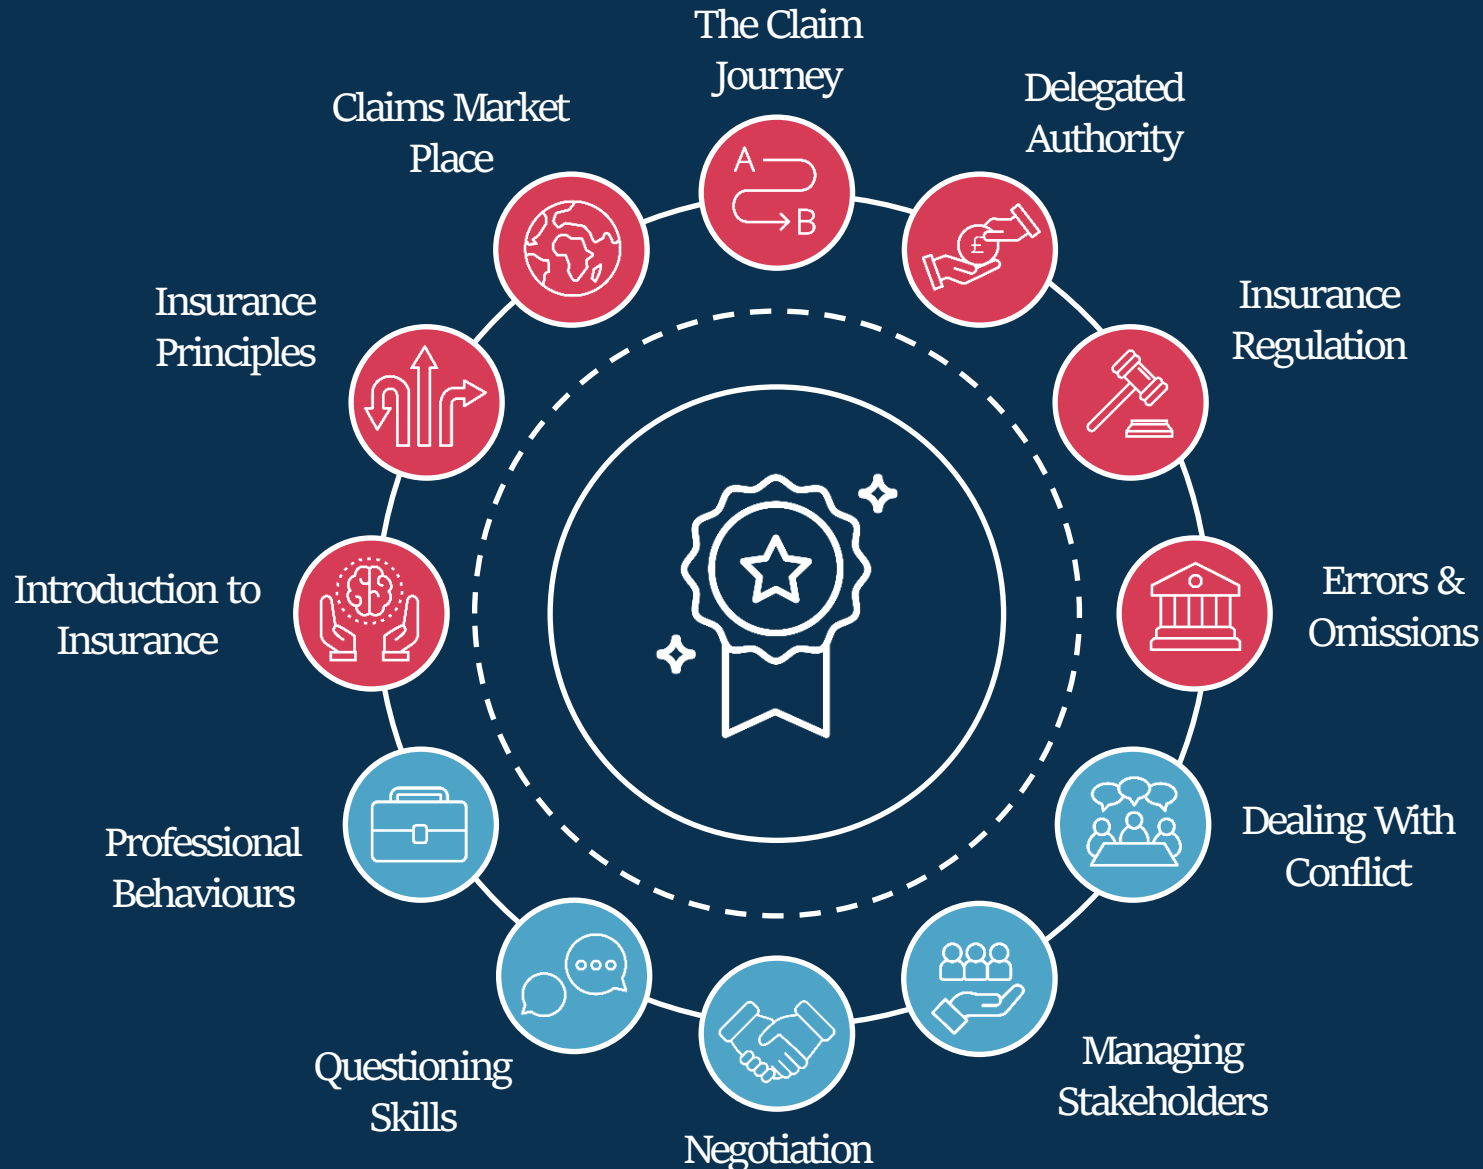 The Claim
Journey
Delegated
Authority
Claims Market
Place
A
B
£
Insurance
Regulation
Insurance
Principles
Errors &
Omissions
Introduction to
Insurance
Dealing With
Conflict
Professional
Behaviours
Managing
Stakeholders
Questioning
Skills
Negotiation